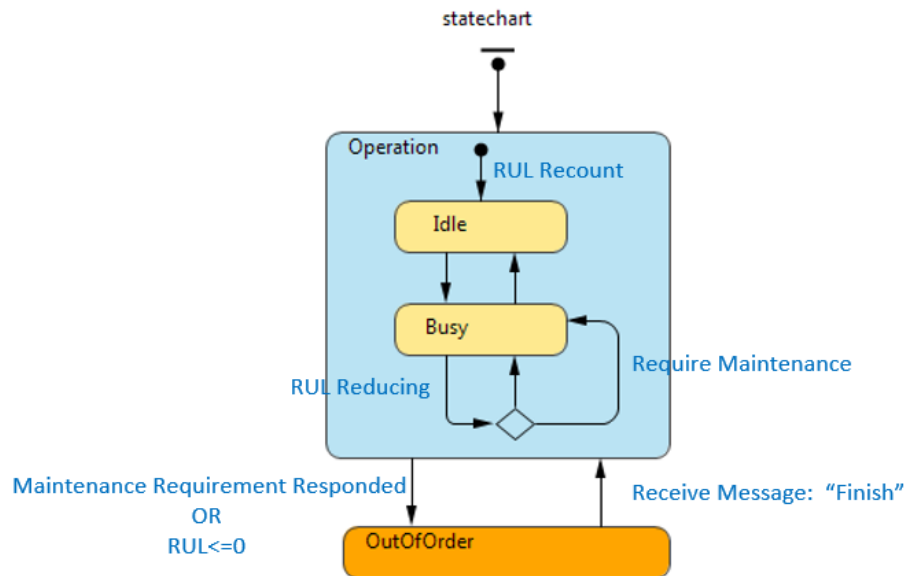 statechart
Operation
RUL Recount
Idle
Busy
Require Maintenance
RUL Reducing
Maintenance Requirement Responded
OR
RUL<=0
Receive Message: “Finish”
OutOfOrder